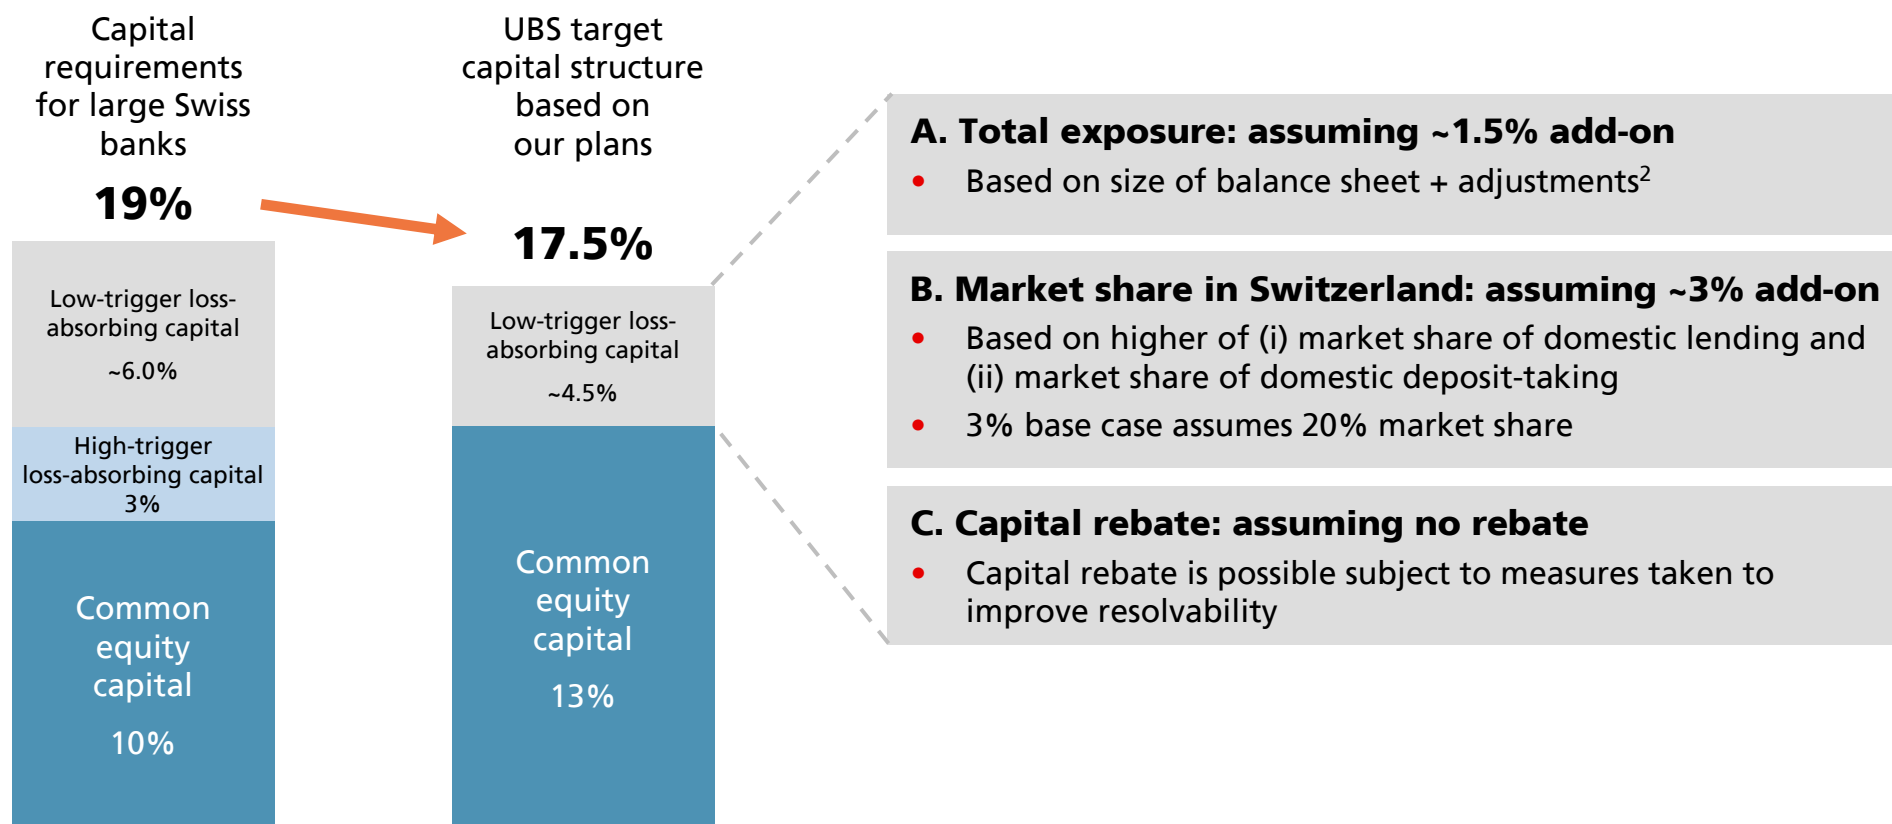 Capital
requirements
for large Swiss
banks
19%
Low-trigger loss-
absorbing capital
~6.0%
High-trigger
loss-absorbing capital
3%
Common
equity
capital
10%
UBS target
capital structure
based on
our plans
17.5%
Low-trigger loss-
absorbing capital
~4.5%
Common
equity
capital
13%
A. Total exposure: assuming ~1.5% add-on
• Based on size of balance sheet + adjustments²
B. Market share in Switzerland: assuming ~3% add-on
• Based on higher of (i) market share of domestic lending and
(ii) market share of domestic deposit-taking
• 3% base case assumes 20% market share
C. Capital rebate: assuming no rebate
• Capital rebate is possible subject to measures taken to
improve resolvability